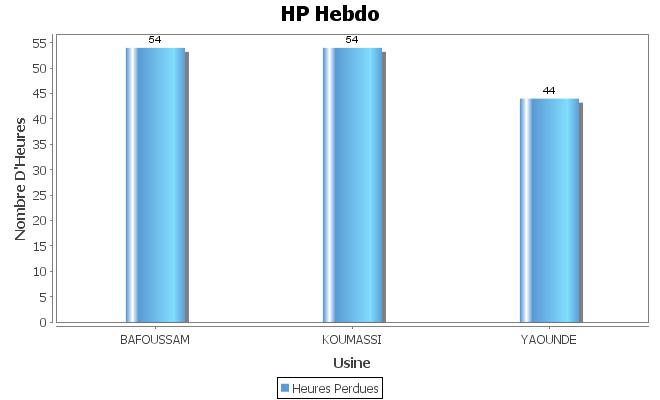 HP Hebdo
54
54
44
55
50
45
40
35
30
25
20
15
10
5
0
Nombre D'Heures
BAFOUSSAM
KOUMASSI
YAOUNDE
Usine
Heures Perdues